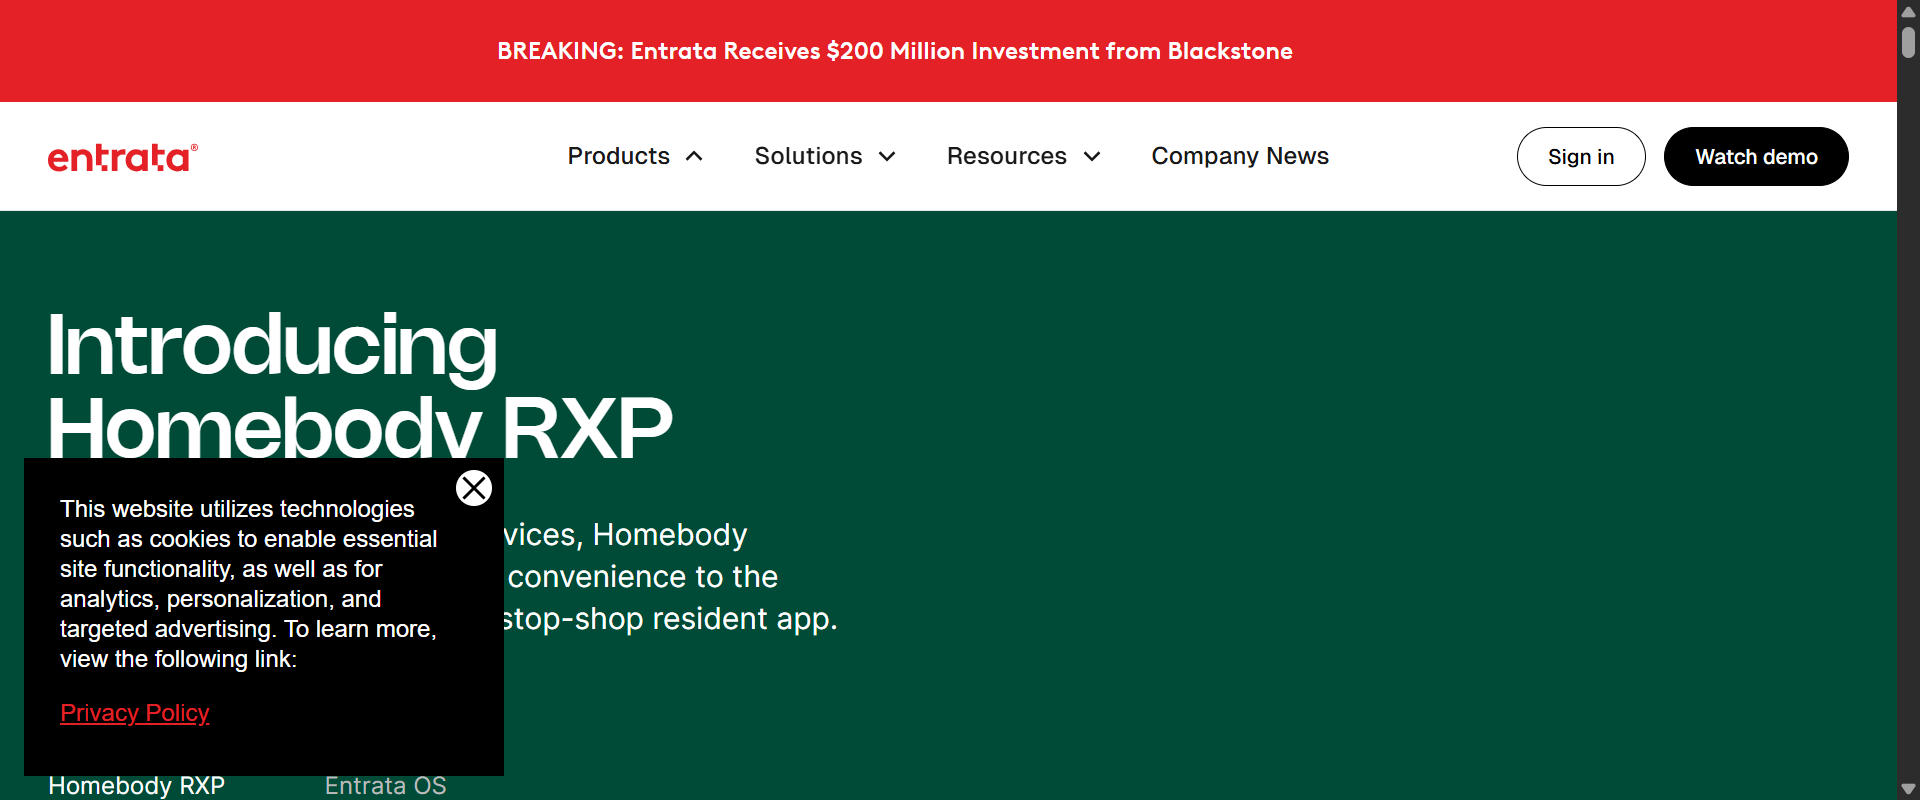 BREAKING: Entrata Receives $200 Million Investment from Blackstone
entrata®
Products
Solutions
Resources
Company News
Sign in
Watch demo
Introducing
Homebody RXP
vices, Homebody
convenience to the
stop-shop resident app.
This website utilizes technologies
such as cookies to enable essential
site functionality, as well as for
analytics, personalization, and
targeted advertising. To learn more,
view the following link:
Privacy Policy
Homebody RXP
Entrata OS